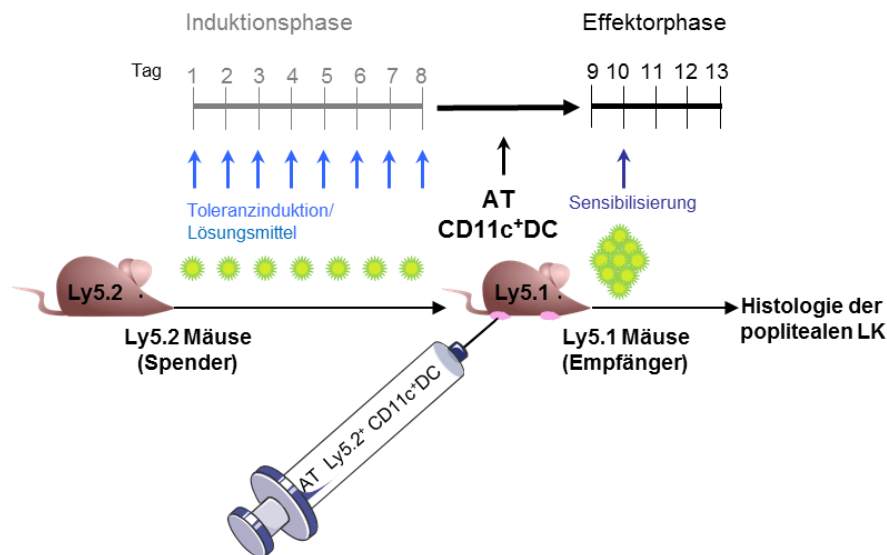 Induktionsphase
Effektorphase
Tag
1 2 3 4 5 6 7 8
9 10 11 12 13
Toleranzinduktion/
Lösungsmittel
AT
CD11c⁺DC
Sensibilisierung
Ly5.2
Ly5.1
Ly5.2 Mäuse
(Spender)
Ly5.1 Mäuse
(Empfänger)
Histologie der
poplitealen LK
AT Ly5.2⁺ CD11c⁺DC